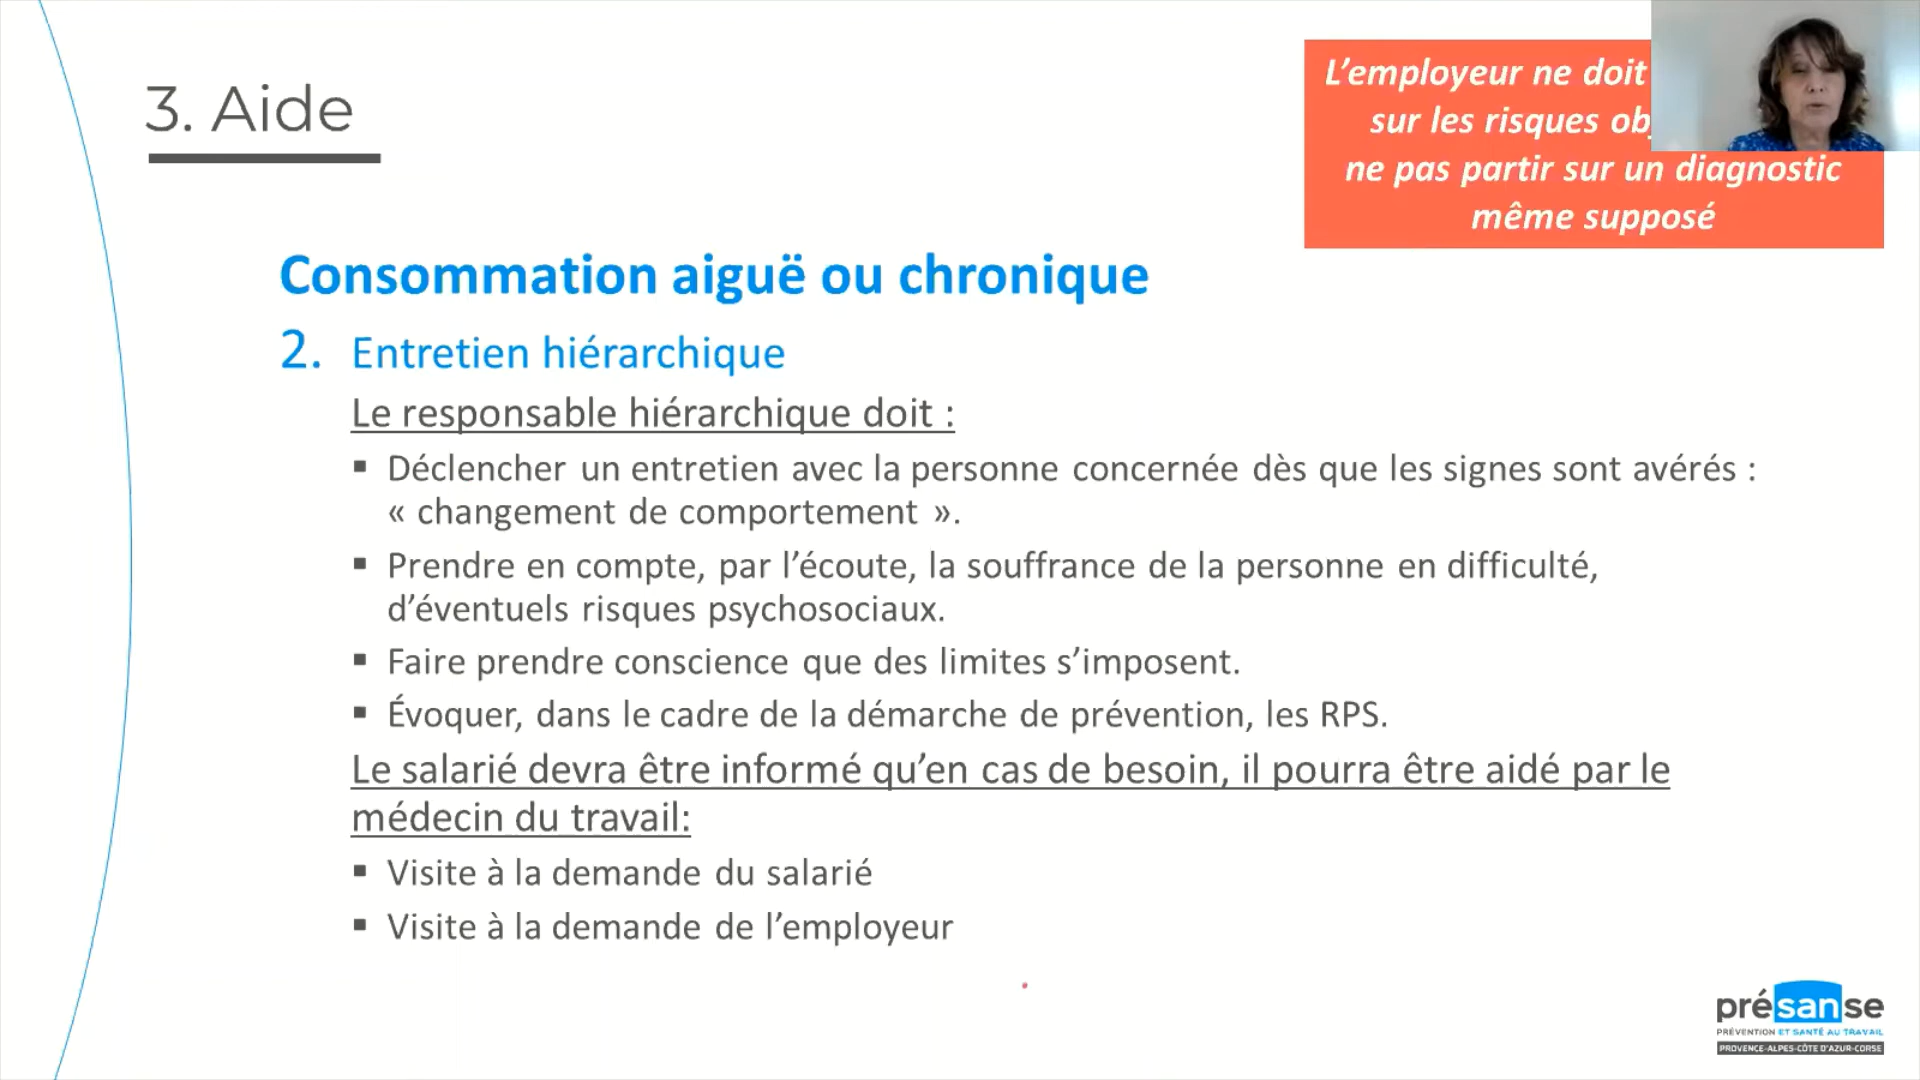 3. Aide
L’employeur ne doit
sur les risques
ne pas partir sur un diagnostic
même supposé
Consommation aiguë ou chronique
2. Entretien hiérarchique
Le responsable hiérarchique doit :
▪ Déclencher un entretien avec la personne concernée dès que les signes sont avérés :
« changement de comportement ».
▪ Prendre en compte, par l’écoute, la souffrance de la personne en difficulté,
d’éventuels risques psychosociaux.
▪ Faire prendre conscience que des limites s’imposent.
▪ Évoquer, dans le cadre de la démarche de prévention, les RPS.
Le salarié devra être informé qu’en cas de besoin, il pourra être aidé par le
médecin du travail:
▪ Visite à la demande du salarié
▪ Visite à la demande de l’employeur
présanse
PRÉVENTION ET SANTÉ AU TRAVAIL
PROVENCE-ALPES-CÔTE D’AZUR-CORSE